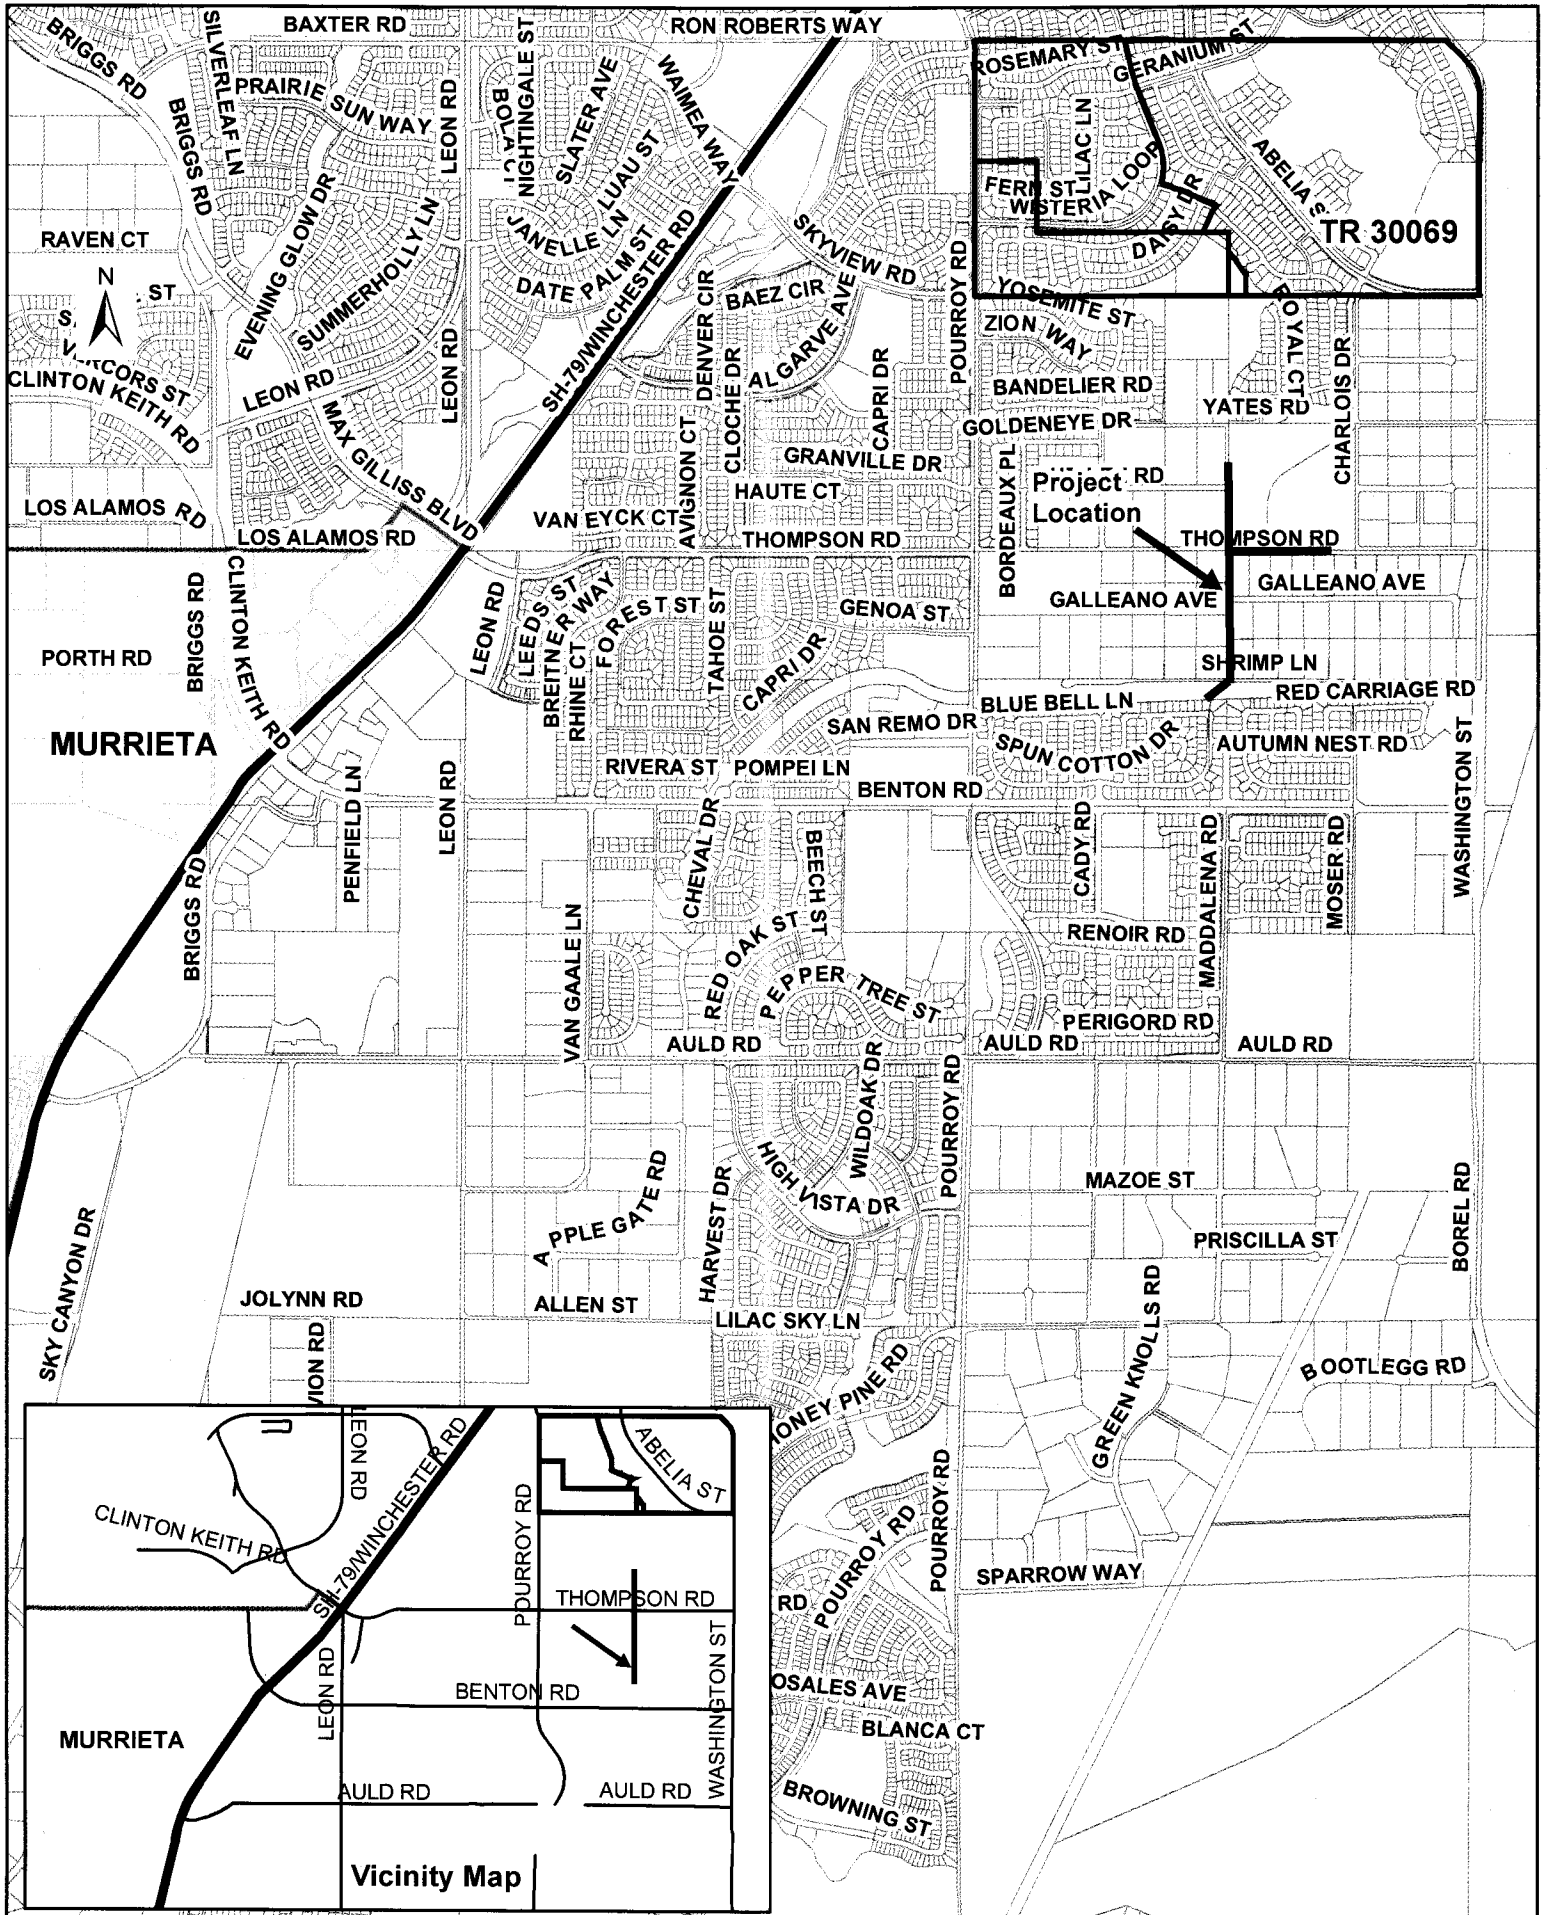 BAXTER RD
RON ROBERTS WAY
BRIGGS RD
SILVERLEAF LN
PRAIRIE SUN WAY
LEON RD
NIGHTINGALE ST
SLATER AVE
WAIMEA WAY
LUAU ST
BRIGGS RD
ROSEMARY ST
GERANIUM ST
LILAC LN
ABELIA
FERN ST
WISTERIA LOOP
DAISY DR
TR 30069
RAVEN CT
N
ST
EVENING GLOW DR
SUMMERHOLLY LN
JANELLE LN
DATE PALM ST
SH-79/WINCHESTER RD
SKYVIEW RD
POURROY RD
BAEZ CIR
ALGARVE AVE
DENVER CIR
CLOCHE DR
CAPRI DR
YOSEMITE ST
ZION WAY
ROYAL CT
CHARLOIS DR
BANDELIER RD
YATES RD
GOLDENEYE DR
CLINTON KEITH RD
LEON RD
LEON RD
MAX GILLISS BLVD
AVIGNON CT
GRANVILLE DR
HAUTE CT
BORDEAUX PL
Project RD
Location
LOS ALAMOS RD
LOS ALAMOS RD
VAN EYCK CT
THOMPSON RD
THOMPSON RD
BRIGGS RD
CLINTON KEITH RD
LEON RD
LEEDS ST
BREITNER WAY
RHINE CT
FOREST ST
TAHOE ST
GENOA ST
CAPRI DR
GALLEANO AVE
GALLEANO AVE
PORTH RD
SHRIMP LN
RED CARRIAGE RD
BLUE BELL LN
SAN REMO DR
SPUN COTTON DR
AUTUMN NEST RD
WASHINGTON ST
MURRIETA
RIVERA ST
POMPEI LN
BENTON RD
PENFIELD LN
LEON RD
CHEVAL DR
BEECH ST
CADY RD
MADDALENA RD
MOSER RD
BRIGGS RD
VAN GAALE LN
RED OAK ST
PEPPER TREE ST
RENOIR RD
PERIGORD RD
AULD RD
AULD RD
AULD RD
WILDOAK DR
POURROY RD
HIGH VISTA DR
HARVEST DR
APPLE GATE RD
MAZOE ST
PRISCILLA ST
BOREL RD
SKY CANYON DR
JOLYNN RD
ALLEN ST
LILAC SKY LN
GREEN KNOLLS RD
BOOTLEGG RD
VION RD
HONEY PINE RD
POURROY RD
POURROY RD
SPARROW WAY
RD
OSALES AVE
BLANCA CT
BROWNING ST
LEON RD
SH-79/WINCHESTER RD
ABELIA ST
CLINTON KEITH RD
POURROY RD
THOMPSON RD
LEON RD
BENTON RD
WASHINGTON ST
MURRIETA
AULD RD
AULD RD
Vicinity Map